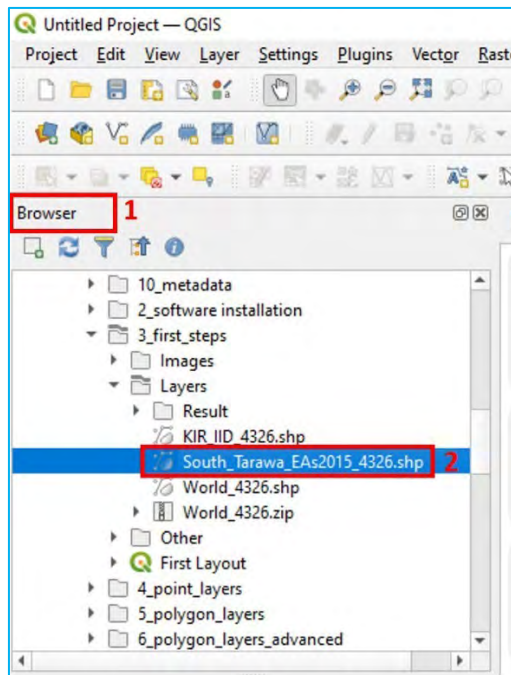 Untitled Project — QGIS
Project Edit View Layer Settings Plugins Vector Raste
Browser 1
10_metadata
2_software installation
3_first_steps
Images
Layers
Result
KIR_IID_4326.shp
South_Tarawa_EAs2015_4326.shp 2
World_4326.shp
World_4326.zip
Other
First Layout
4_point_layers
5_polygon_layers
6_polygon_layers_advanced